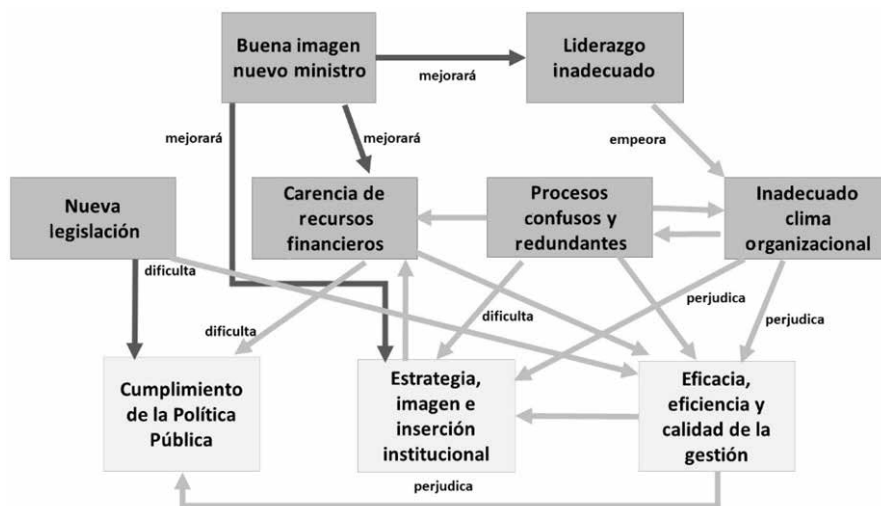 Buena imagen
nuevo ministro
Liderazgo
inadecuado
mejorará
mejorará
mejorará
empeora
Nueva
legislación
Carencia de
recursos
financieros
Procesos
confusos y
redundantes
Inadecuado
clima
organizacional
dificulta
dificulta
dificulta
perjudica
perjudica
Cumplimiento
de la Política
Pública
Estrategia,
imagen e
inserción
institucional
Eficacia,
eficiencia y
calidad de la
gestión
perjudica